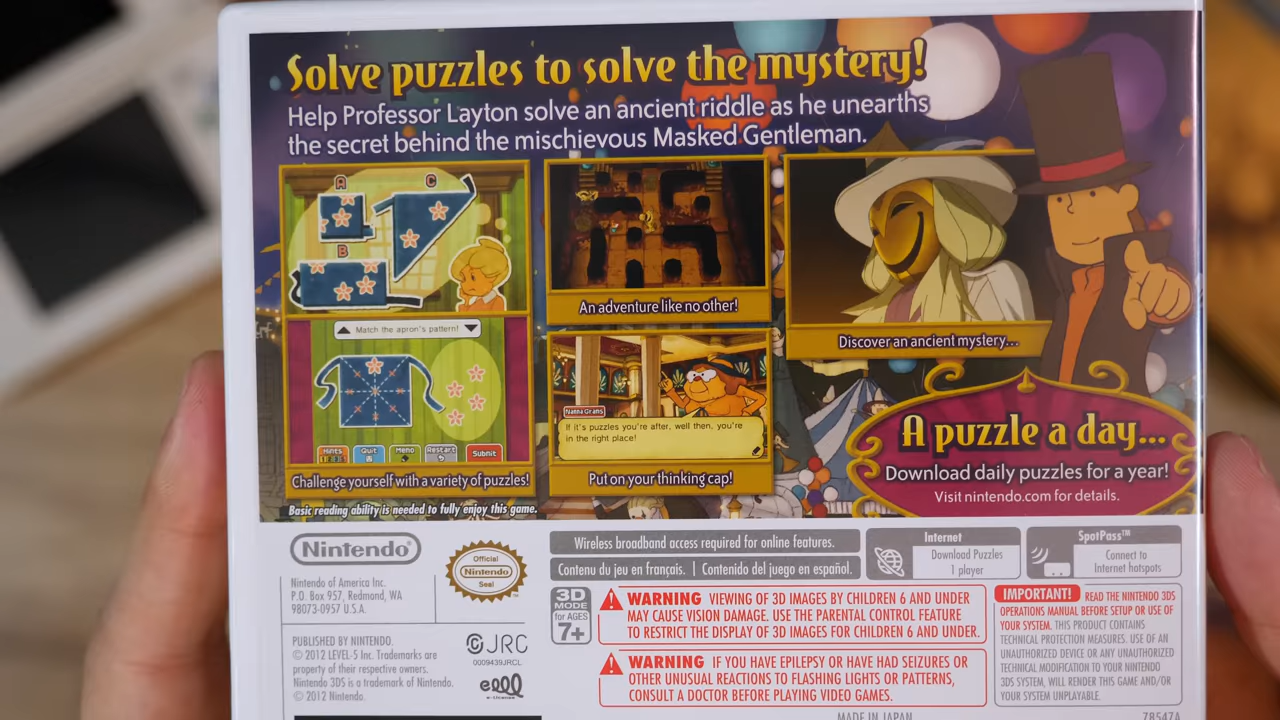 Solve puzzles to solve the mystery!
Help Professor Layton solve an ancient riddle as he unearths
the secret behind the mischievous Masked Gentleman.
A
C
B
Match the apron's pattern!
Hints
Quit
Memo
Restart
Submit
Challenge yourself with a variety of puzzles!
An adventure like no other!
Nanna Grams
If it's puzzles you're after, well then, you're
in the right place!
Put on your thinking cap!
Discover an ancient mystery...
A puzzle a day...
Download daily puzzles for a year!
Visit nintendo.com for details.
Basic reading ability is needed to fully enjoy this game.
Nintendo
Nintendo of America Inc.
P.O. Box 957, Redmond, WA
98073-0957 U.S.A.
Official
Nintendo
Seal
PUBLISHED BY NINTENDO.
© 2012 LEVEL-5 Inc. Trademarks are
property of their respective owners.
Nintendo 3DS is a trademark of Nintendo.
© 2012 Nintendo.
JRC
0009439JRCL
e-license
Wireless broadband access required for online features.
Contenu du jeu en français. | Contenido del juego en español.
Internet
Download Puzzles
1 player
SpotPass™
Connect to
Internet hotspots
3D
MODE
for AGES
7+
WARNING VIEWING OF 3D IMAGES BY CHILDREN 6 AND UNDER
MAY CAUSE VISION DAMAGE. USE THE PARENTAL CONTROL FEATURE
TO RESTRICT THE DISPLAY OF 3D IMAGES FOR CHILDREN 6 AND UNDER.
WARNING IF YOU HAVE EPILEPSY OR HAVE HAD SEIZURES OR
OTHER UNUSUAL REACTIONS TO FLASHING LIGHTS OR PATTERNS,
CONSULT A DOCTOR BEFORE PLAYING VIDEO GAMES.
IMPORTANT! READ THE NINTENDO 3DS
OPERATIONS MANUAL BEFORE SETUP OR USE OF
YOUR SYSTEM. THIS PRODUCT CONTAINS
TECHNICAL PROTECTION MEASURES. USE OF AN
UNAUTHORIZED DEVICE OR ANY UNAUTHORIZED
TECHNICAL MODIFICATION TO YOUR NINTENDO
3DS SYSTEM, WILL RENDER THIS GAME AND/OR
YOUR SYSTEM UNPLAYABLE.
MADE IN JAPAN
78547A